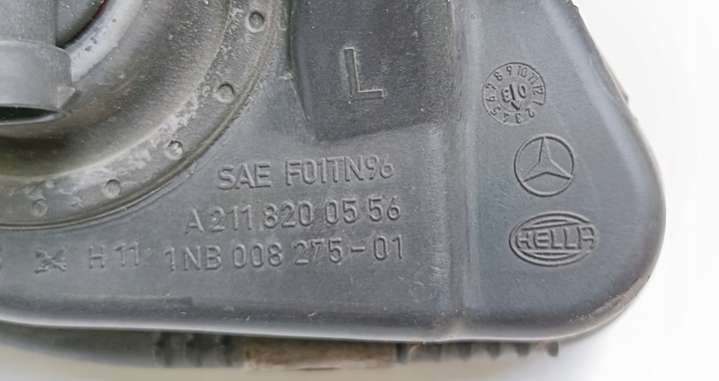 L
SAE F01TN96
A 211 820 05 56
H11 1NB 008 275-01
HELLA